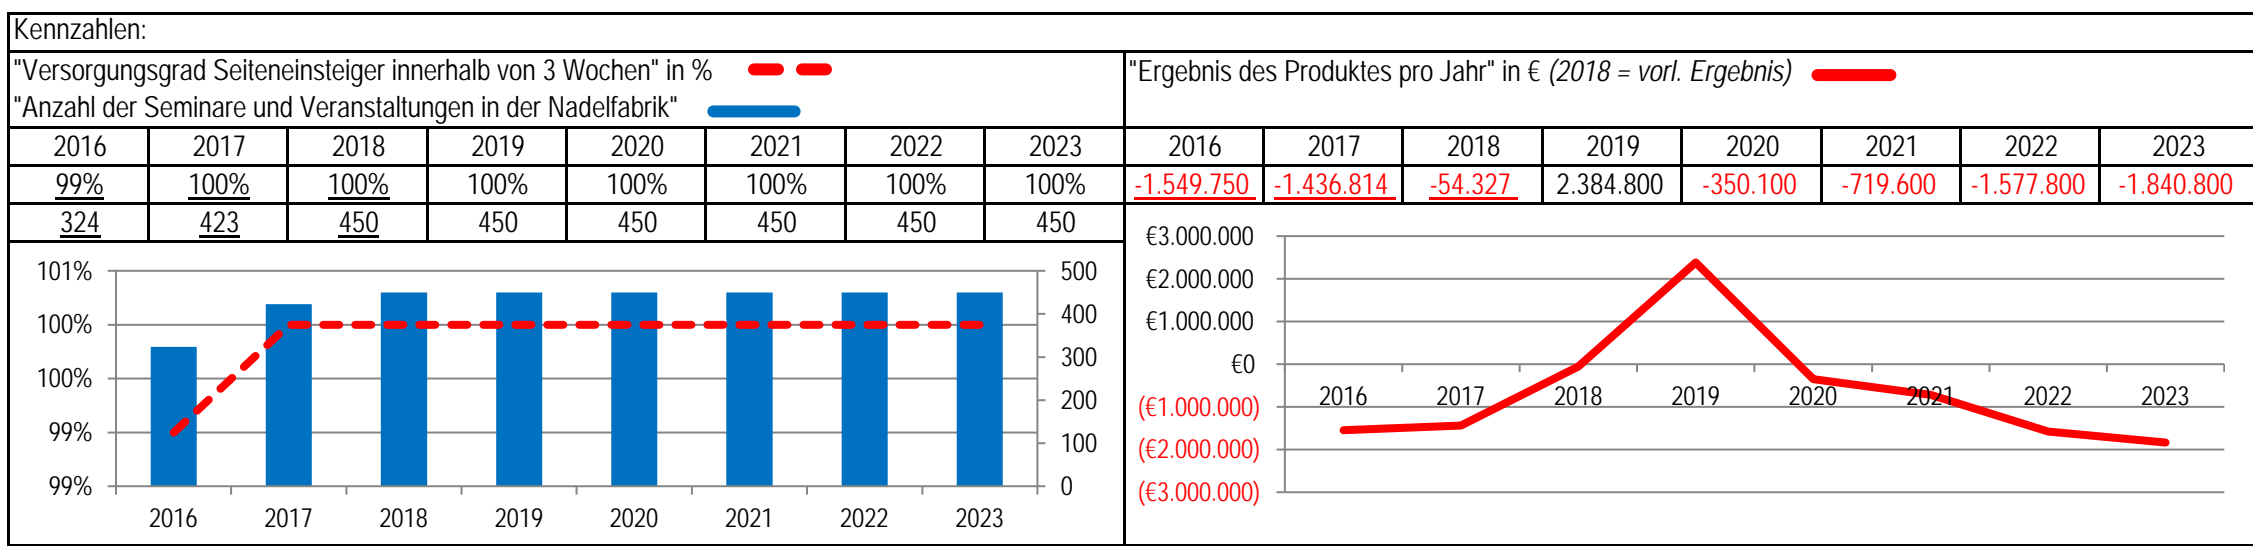 Kennzahlen:
"Versorgungsgrad Seiteneinsteiger innerhalb von 3 Wochen" in %
"Anzahl der Seminare und Veranstaltungen in der Nadelfabrik"
2016 2017 2018 2019 2020 2021 2022 2023
99% 100% 100% 100% 100% 100% 100% 100%
324 423 450 450 450 450 450 450
101% 500
100% 400
100% 300
99% 200
99% 100
0
2016 2017 2018 2019 2020 2021 2022 2023
"Ergebnis des Produktes pro Jahr" in € (2018 = vorl. Ergebnis)
2016 2017 2018 2019 2020 2021 2022 2023
-1.549.750 -1.436.814 -54.327 2.384.800 -350.100 -719.600 -1.577.800 -1.840.800
€3.000.000
€2.000.000
€1.000.000
€0
2016 2017 2018 2019 2020 2021 2022 2023
(€1.000.000)
(€2.000.000)
(€3.000.000)